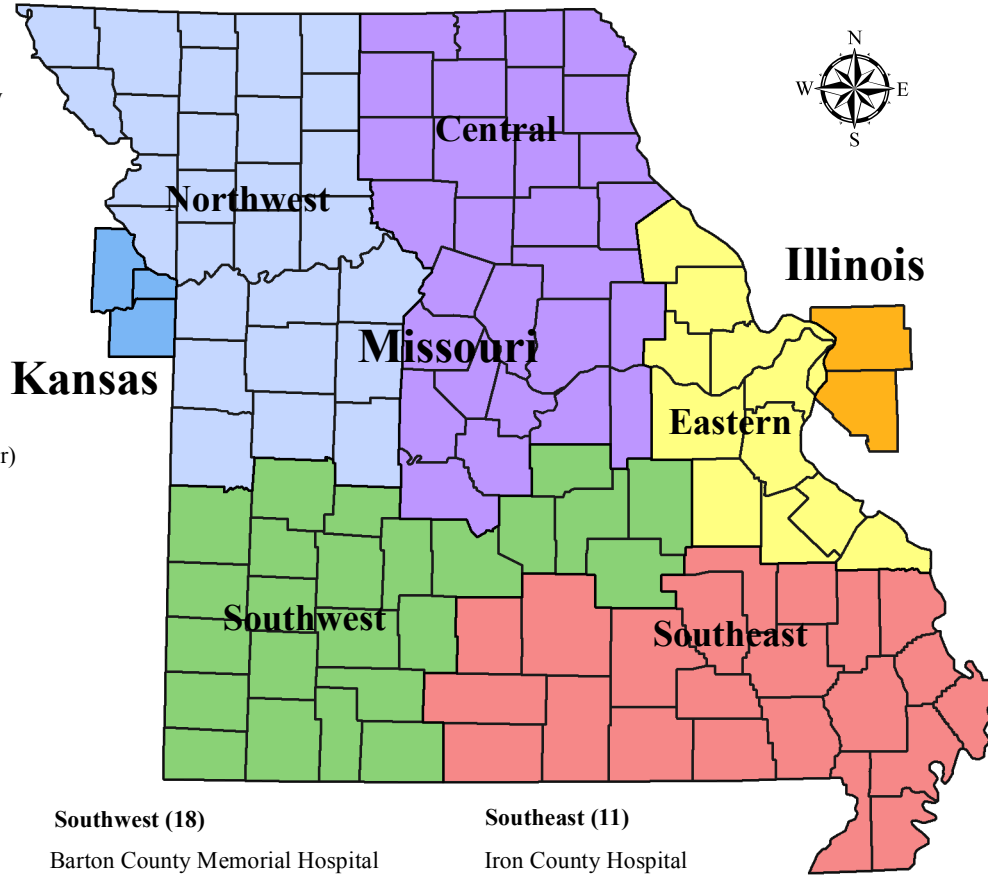 N
W E
S
Central
Northwest
Illinois
Missouri
Kansas
Eastern
r)
Southwest
Southeast
Southwest (18)
Southeast (11)
Barton County Memorial Hospital
Iron County Hospital